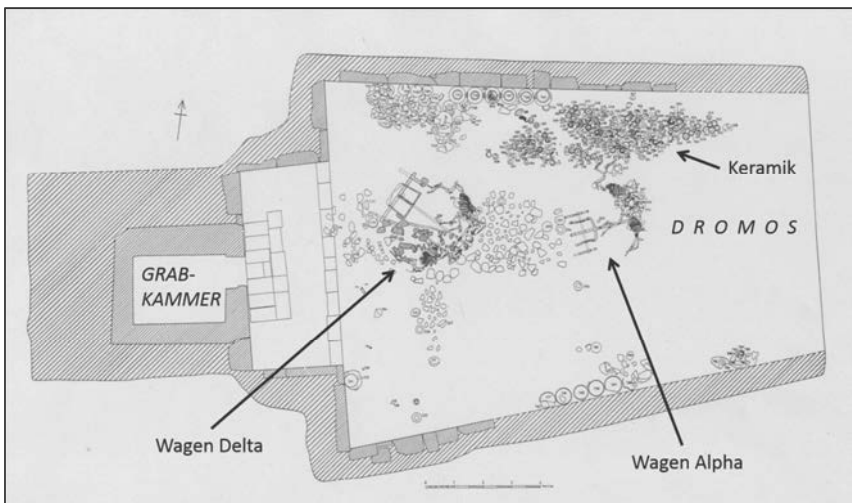 Keramik
DROMOS
GRAB-
KAMMER
Wagen Delta
Wagen Alpha